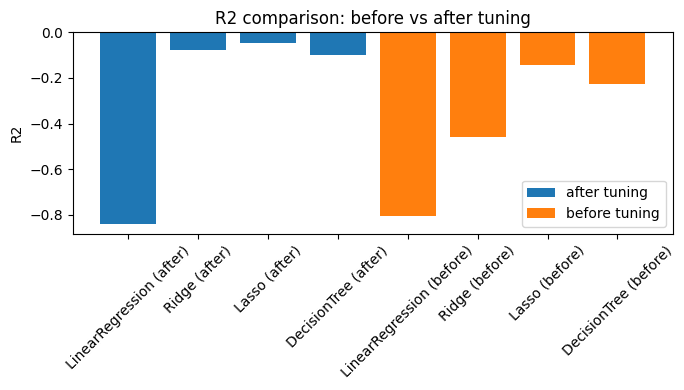 R2 comparison: before vs after tuning
R2
0.0
−0.2
−0.4
−0.6
−0.8
after tuning
before tuning
LinearRegression (after)
Ridge (after)
Lasso (after)
DecisionTree (after)
LinearRegression (before)
Ridge (before)
Lasso (before)
DecisionTree (before)